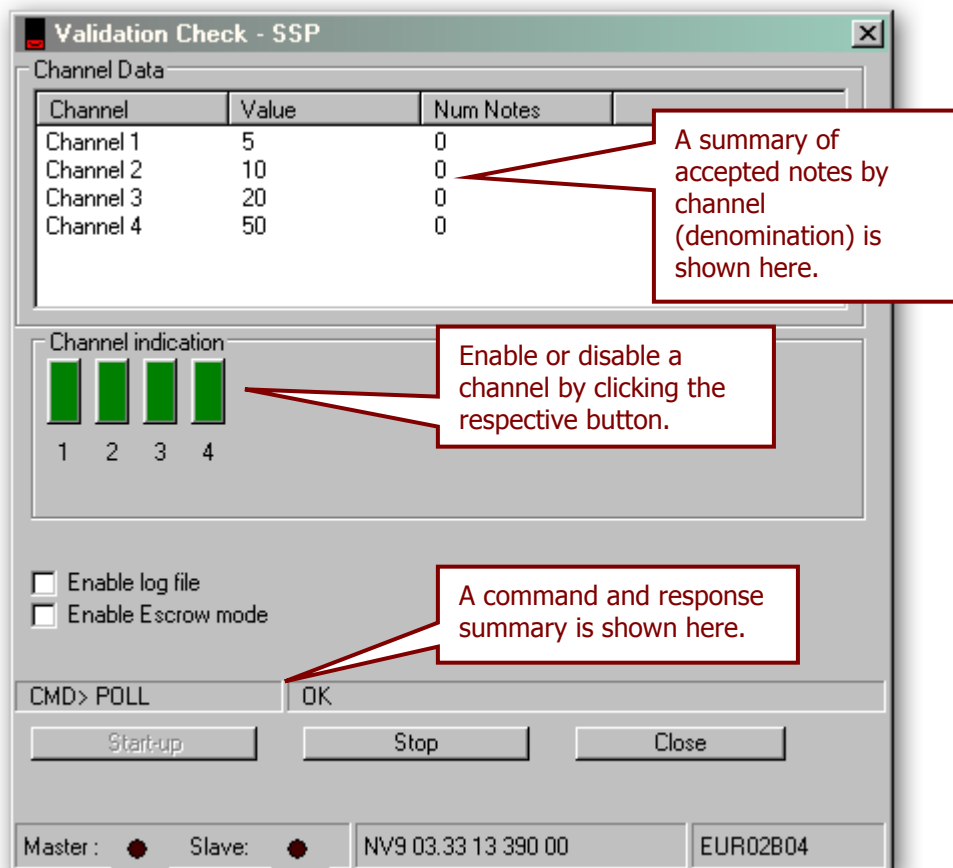 Validation Check - SSP
Channel Data
Channel Value Num Notes
Channel 1 5 0
Channel 2 10 0
Channel 3 20 0
Channel 4 50 0
A summary of
accepted notes by
channel
(denomination) is
shown here.
Channel indication
1 2 3 4
Enable or disable a
channel by clicking the
respective button.
Enable log file
Enable Escrow mode
A command and response
summary is shown here.
CMD> POLL OK
Start-up Stop Close
Master : Slave: NV9 03.33 13 390 00 EUR02B04